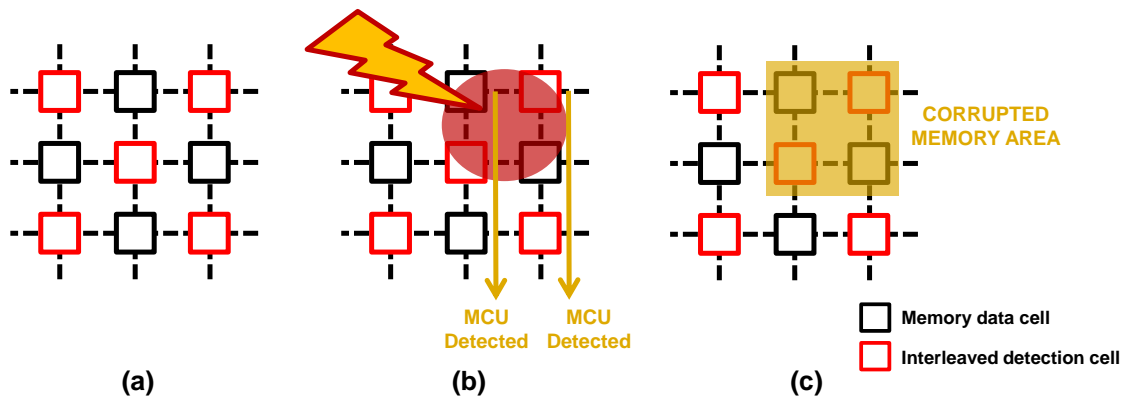 CORRUPTED
MEMORY AREA
MCU
Detected
MCU
Detected
Memory data cell
Interleaved detection cell
(a)
(b)
(c)